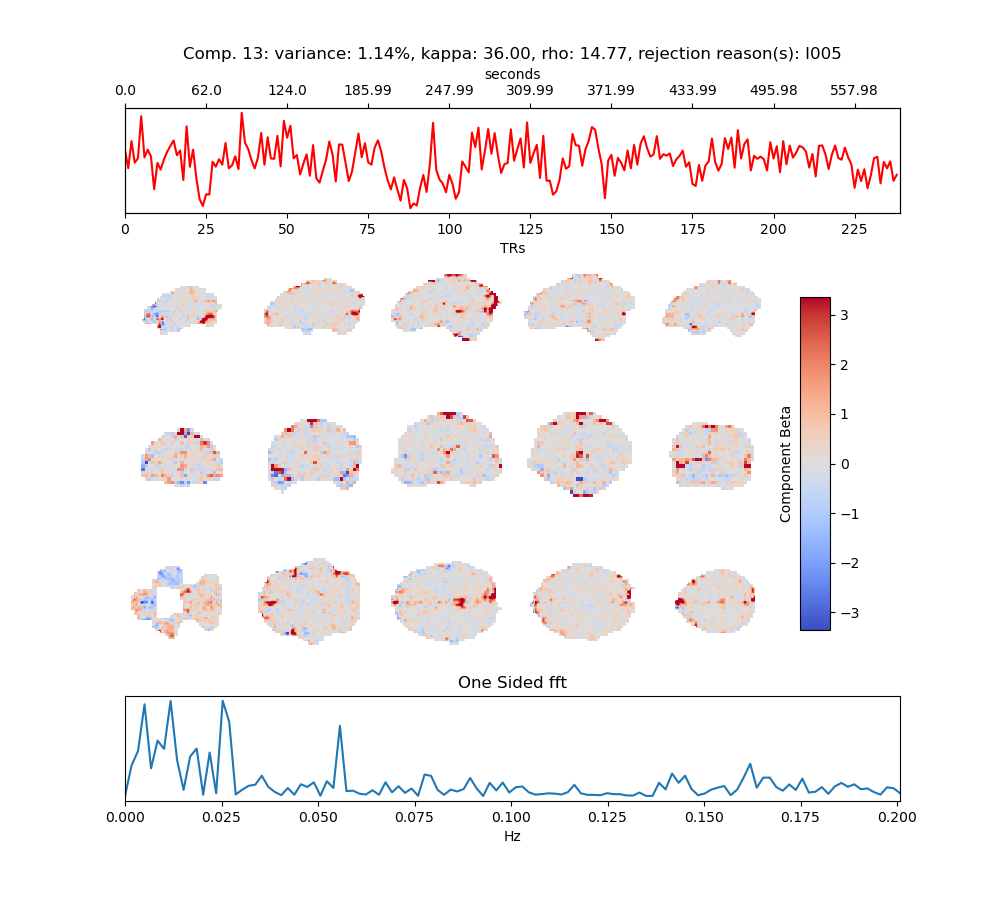 Comp. 13: variance: 1.14%, kappa: 36.00, rho: 14.77, rejection reason(s): I005
seconds
0.0 62.0 124.0 185.99 247.99 309.99 371.99 433.99 495.98 557.98
0 25 50 75 100 125 150 175 200 225
TRs
3
2
1
0
−1
−2
−3
Component Beta
One Sided fft
0.000 0.025 0.050 0.075 0.100 0.125 0.150 0.175 0.200
Hz